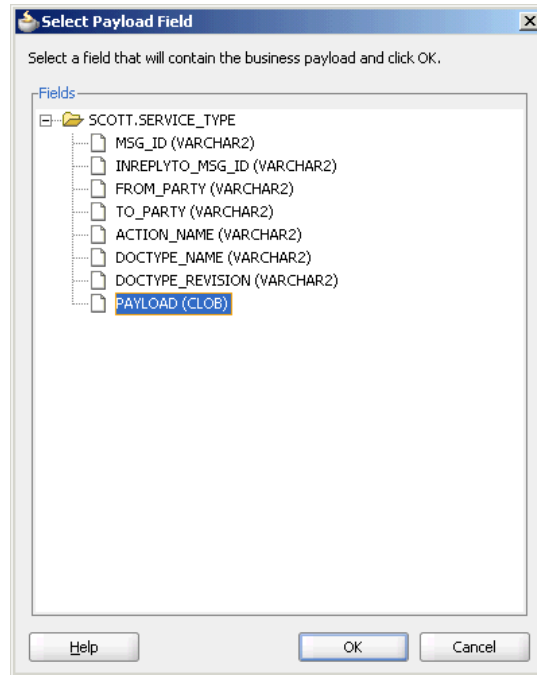 Select Payload Field
Select a field that will contain the business payload and click OK.
Fields
SCOTT.SERVICE_TYPE
MSG_ID (VARCHAR2)
INREPLYTO_MSG_ID (VARCHAR2)
FROM_PARTY (VARCHAR2)
TO_PARTY (VARCHAR2)
ACTION_NAME (VARCHAR2)
DOCTYPE_NAME (VARCHAR2)
DOCTYPE_REVISION (VARCHAR2)
PAYLOAD (CLOB)
Help OK Cancel